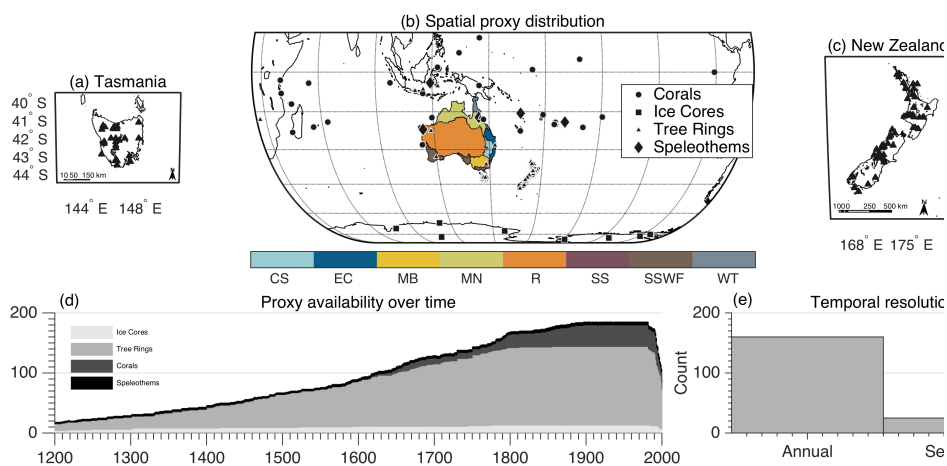 (b) Spatial proxy distribution
(a) Tasmania
40° S
41° S
42° S
43° S
44° S
10 50 150 km
144° E 148° E
Corals
Ice Cores
Tree Rings
Speleothems
(c) New Zealand
1000 250 500 km
N
168° E 175° E
CS EC MB MN R SS SSWF WT
(d) Proxy availability over time
200
100
0
Ice Cores
Tree Rings
Corals
Speleothems
1200 1300 1400 1500 1600 1700 1800 1900 2000
(e) Temporal resolutio
Count
200
100
0
Annual Se